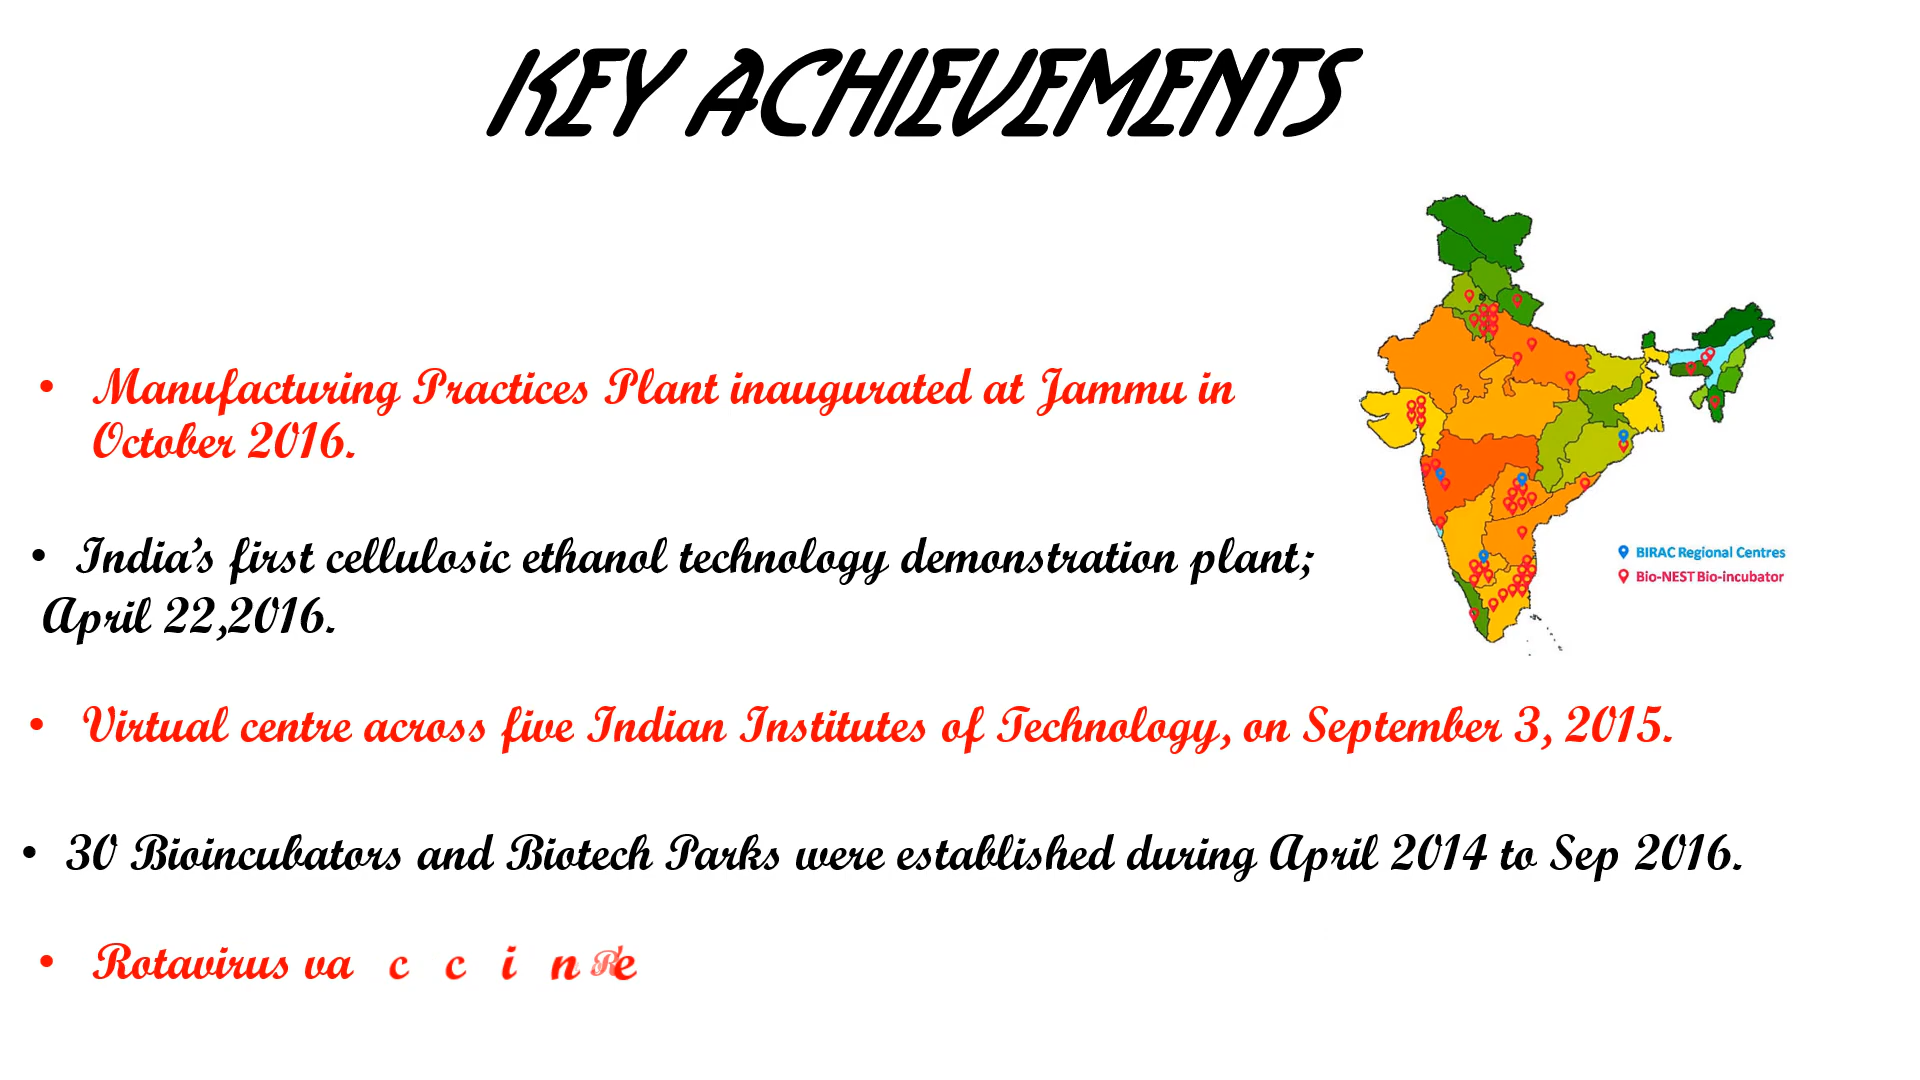 KEY ACHIEVEMENTS
• Manufacturing Practices Plant inaugurated at Jammu in
October 2016.
• India's first cellulosic ethanol technology demonstration plant;
April 22,2016.
BIRAC Regional Centres
Bio-NEST Bio-incubator
• Virtual centre across five Indian Institutes of Technology, on September 3, 2015.
• 30 Bioincubators and Biotech Parks were established during April 2014 to Sep 2016.
• Rotavirus vaccine